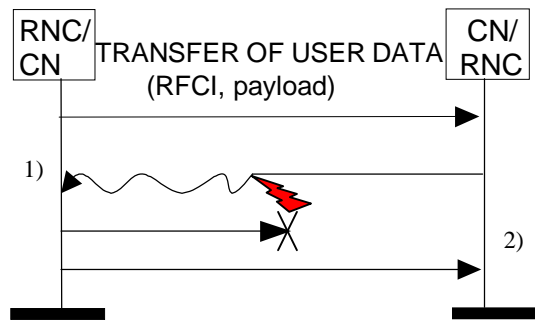 RNC/
CN
CN/
RNC
TRANSFER OF USER DATA
(RFCI, payload)
1)
2)